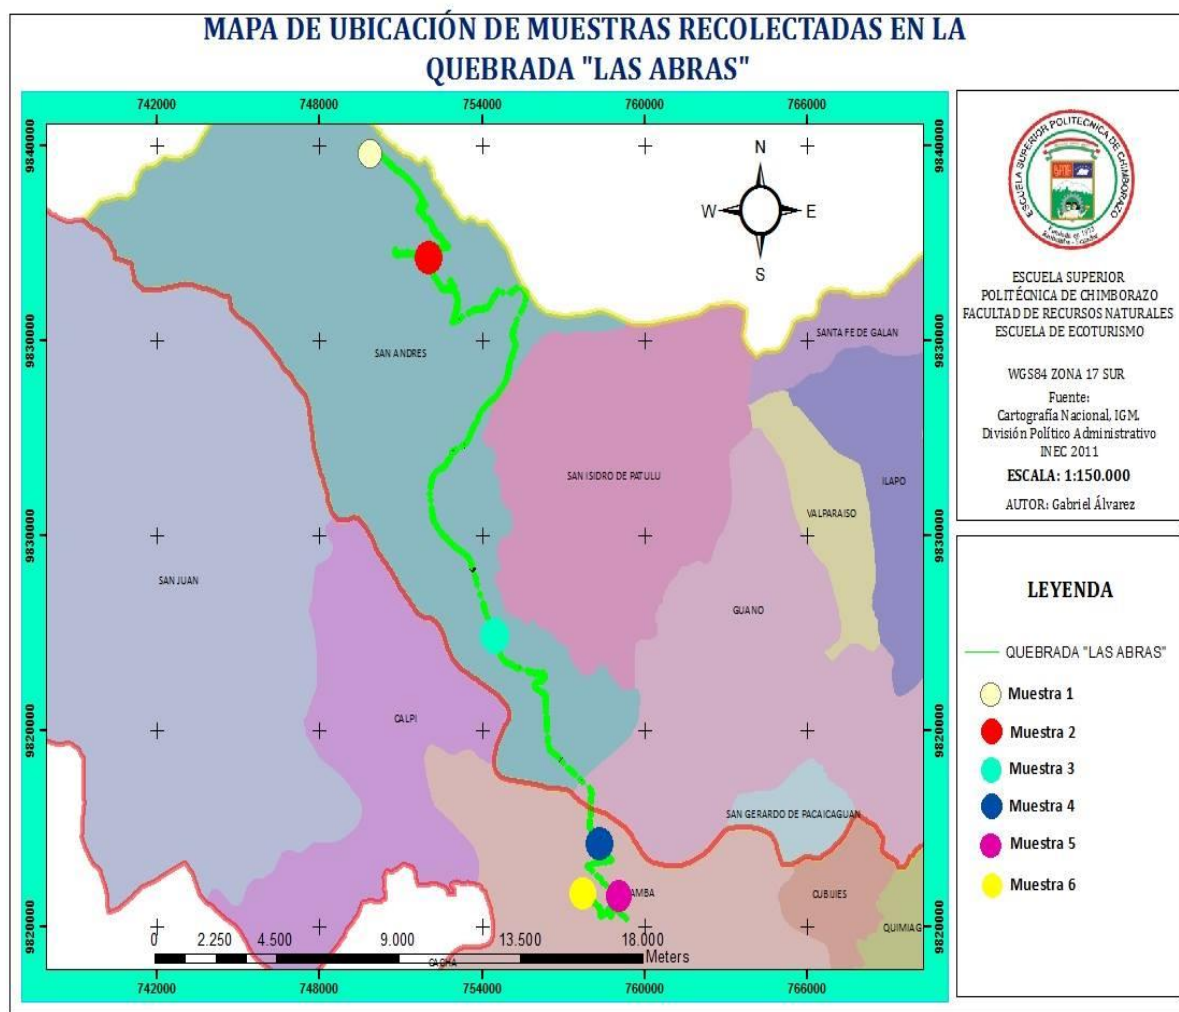 MAPA DE UBICACIÓN DE MUESTRAS RECOLECTADAS EN LA
QUEBRADA "LAS ABRAS"
742000 748000 754000 760000 766000
9840000 9840000
N
W E
S
SANTA FE DE GALAN
9830000 9830000
SAN ANDRES
SAN ISIDRO DE PATULU
ILAPO
VALPARAISO
9830000 9830000
SAN JUAN
GUANO
CALPI
9820000 9820000
SAN GERARDO DE PACAICAGUAN
AMBA
CUBIJIES
QUIMIAG
9820000 9820000
0 2.250 4.500 9.000 13.500 18.000
Meters
CACHA
742000 748000 754000 760000 766000
ESCUELA SUPERIOR POLITECNICA DE CHIMBORAZO
ESCUELA SUPERIOR
POLITÉCNICA DE CHIMBORAZO
FACULTAD DE RECURSOS NATURALES
ESCUELA DE ECOTURISMO
WGS84 ZONA 17 SUR
Fuente:
Cartografía Nacional, IGM.
División Político Administrativo
INEC 2011
ESCALA: 1:150.000
AUTOR: Gabriel Álvarez
LEYENDA
QUEBRADA "LAS ABRAS"
Muestra 1
Muestra 2
Muestra 3
Muestra 4
Muestra 5
Muestra 6